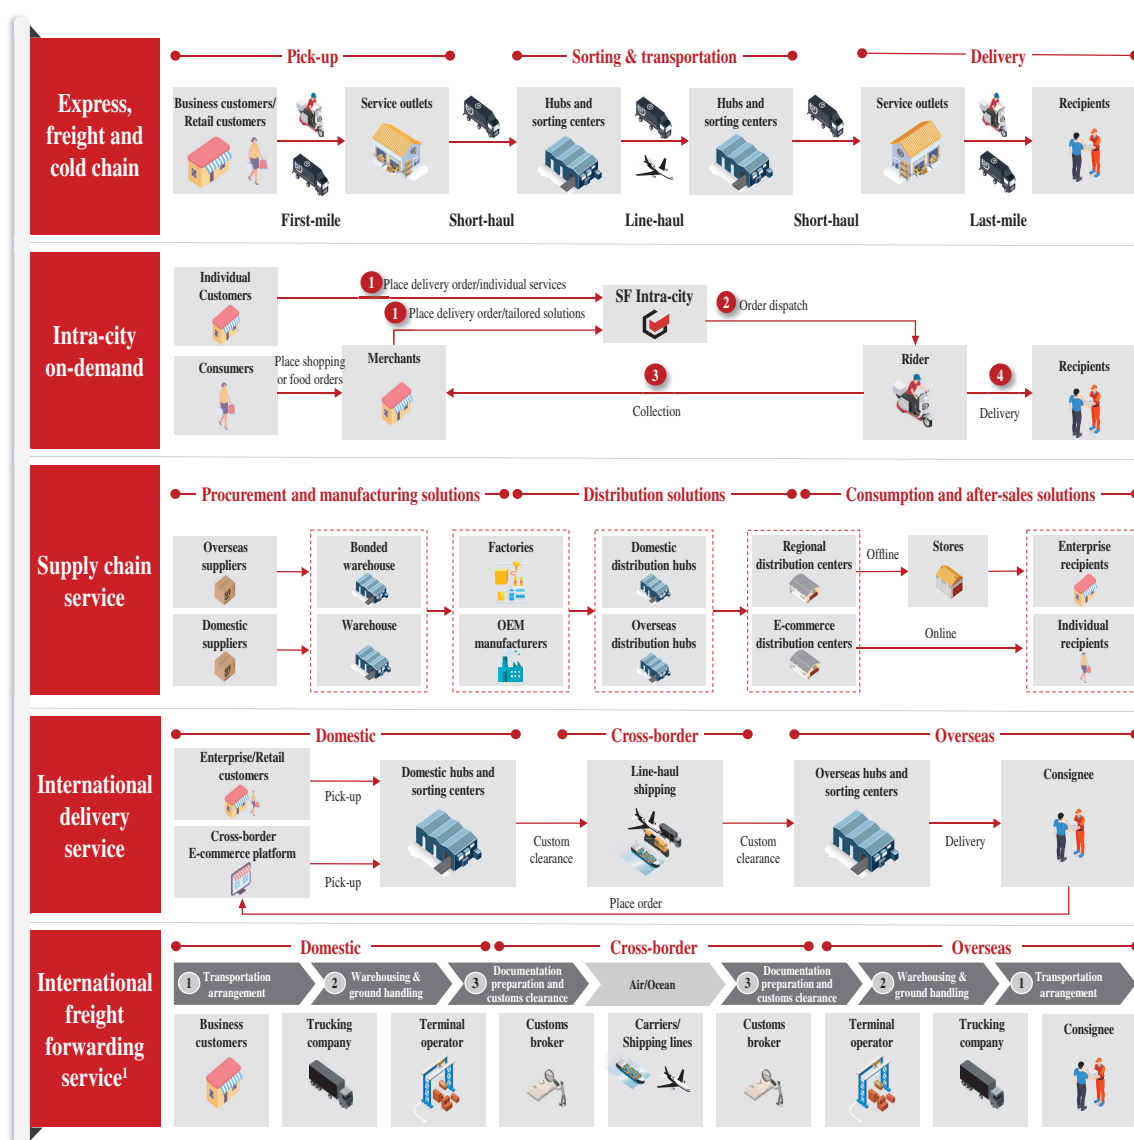 Express,
freight and
cold chain
Pick-up
Sorting & transportation
Delivery
Business customers/
Retail customers
Service outlets
Hubs and
sorting centers
Hubs and
sorting centers
Service outlets
Recipients
First-mile
Short-haul
Line-haul
Short-haul
Last-mile
Intra-city
on-demand
Individual
Customers
1 Place delivery order/individual services
1 Place delivery order/tailored solutions
SF Intra-city
2 Order dispatch
Consumers
Place shopping
or food orders
Merchants
3
Collection
Rider
4
Delivery
Recipients
Supply chain
service
Procurement and manufacturing solutions
Distribution solutions
Consumption and after-sales solutions
Overseas
suppliers
Bonded
warehouse
Factories
Domestic
distribution hubs
Regional
distribution centers
Offline
Stores
Enterprise
recipients
Domestic
suppliers
Warehouse
OEM
manufacturers
Overseas
distribution hubs
E-commerce
distribution centers
Online
Individual
recipients
International
delivery
service
Domestic
Cross-border
Overseas
Enterprise/Retail
customers
Pick-up
Cross-border
E-commerce platform
Pick-up
Domestic hubs and
sorting centers
Custom
clearance
Line-haul
shipping
Custom
clearance
Overseas hubs and
sorting centers
Delivery
Consignee
Place order
International
freight
forwarding
service1
Domestic
Cross-border
Overseas
1 Transportation
arrangement
2 Warehousing &
ground handling
3 Documentation
preparation and
customs clearance
Air/Ocean
3 Documentation
preparation and
customs clearance
2 Warehousing &
ground handling
1 Transportation
arrangement
Business
customers
Trucking
company
Terminal
operator
Customs
broker
Carriers/
Shipping lines
Customs
broker
Terminal
operator
Trucking
company
Consignee